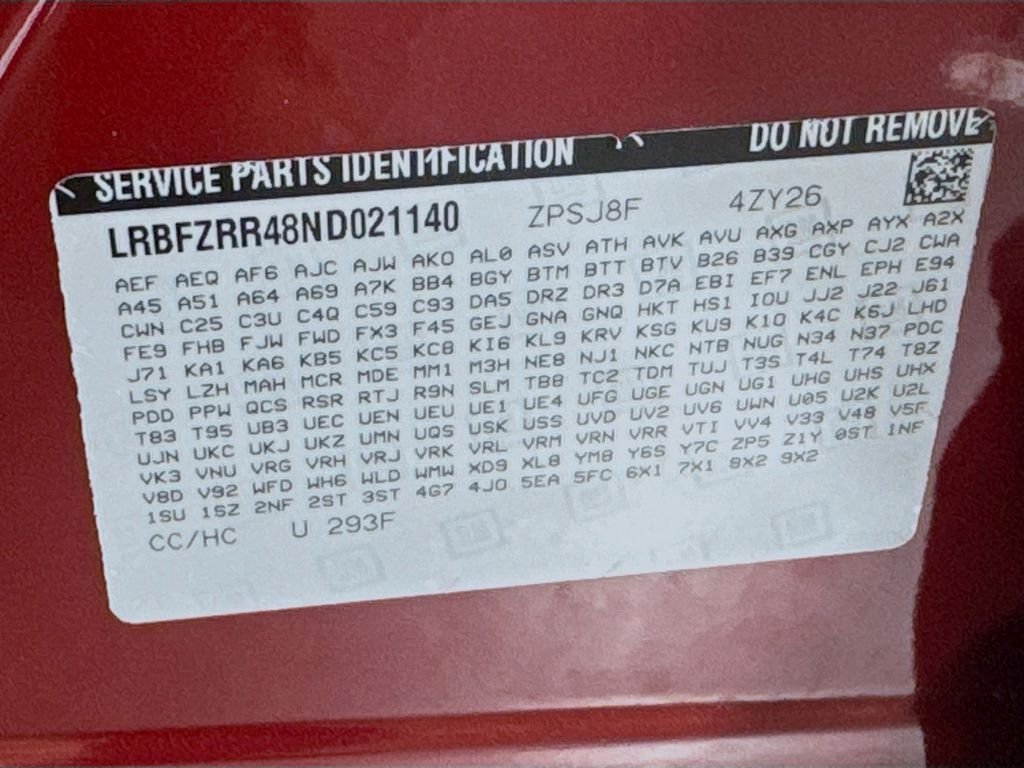 SERVICE PARTS IDENTIFICATION DO NOT REMOVE
LRBFZRR48ND021140 ZPSJ8F 4ZY26
AEF AEQ AF6 AJC AJW AKO AL0 ASV ATH AVK AVU AXG AXP AYX A2X
A45 A51 A64 A69 A7K BB4 BGY BTM BTT BTV B26 B39 CGY CJ2 CWA
CWN C25 C3U C4Q C59 C93 DA5 DRZ DR3 D7A EBI EF7 ENL EPH E94
FE9 FHB FJW FWD FX3 F45 GEJ GNA GNQ HKT HS1 IOU JJ2 J22 J61
J71 KA1 KA6 KB5 KC5 KC8 KI6 KL9 KRV KSG KU9 K10 K4C K6J LHD
LSY LZH MAH MCR MDE MM1 M3H NE8 NJ1 NKC NTB NUG N34 N37 PDC
PDD PPW QCS RSR RTJ R9N SLM TB8 TC2 TDM TUJ T3S T4L T74 T8Z
T83 T95 UB3 UEC UEN UEU UE1 UE4 UFG UGE UGN UG1 UHG UHS UHX
UJN UKC UKJ UKZ UMN UQS USK USS UVD UV2 UV6 UWN U05 U2K U2L
VK3 VNU VRG VRH VRJ VRK VRL VRM VRN VRR VTI VV4 V33 V48 V5F
V8D V92 WFD WH6 WLD WMW XD9 XL8 YM8 Y6S Y7C ZP5 Z1Y 0ST 1NF
1SU 1SZ 2NF 2ST 3ST 4G7 4J0 5EA 5FC 6X1 7X1 8X2 9X2
CC/HC U 293F